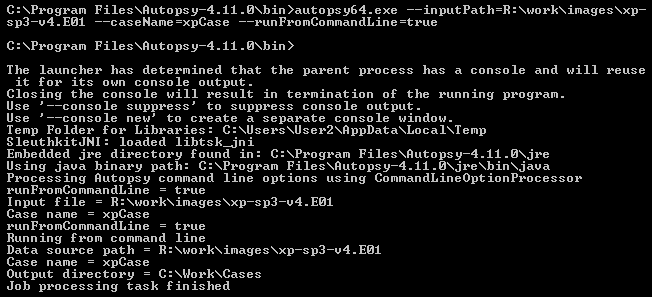 C:\Program Files\Autopsy-4.11.0\bin>autopsy64.exe --inputPath=R:\work\images\xp-
sp3-v4.E01 --caseName=xpCase --runFromCommandLine=true
C:\Program Files\Autopsy-4.11.0\bin>
The launcher has determined that the parent process has a console and will reuse
it for its own console output.
Closing the console will result in termination of the running program.
Use '--console suppress' to suppress console output.
Use '--console new' to create a separate console window.
Temp Folder for Libraries: C:\Users\User2\AppData\Local\Temp
SleuthkitJNI: loaded libtsk_jni
Embedded jre directory found in: C:\Program Files\Autopsy-4.11.0\jre
Using java binary path: C:\Program Files\Autopsy-4.11.0\jre\bin\java
Processing Autopsy command line options using CommandLineOptionProcessor
runFromCommandLine = true
Input file = R:\work\images\xp-sp3-v4.E01
Case name = xpCase
runFromCommandLine = true
Running from command line
Data source path = R:\work\images\xp-sp3-v4.E01
Case name = xpCase
Output directory = C:\Work\Cases
Job processing task finished